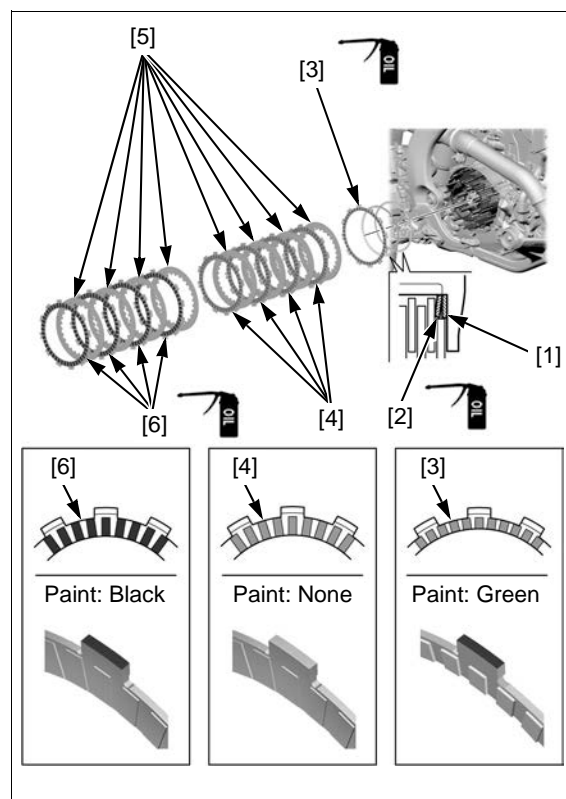 [5]
[3]
OIL
[1]
[2]
[4]
[6]
OIL
OIL
[6]
[4]
[3]
Paint: Black
Paint: None
Paint: Green